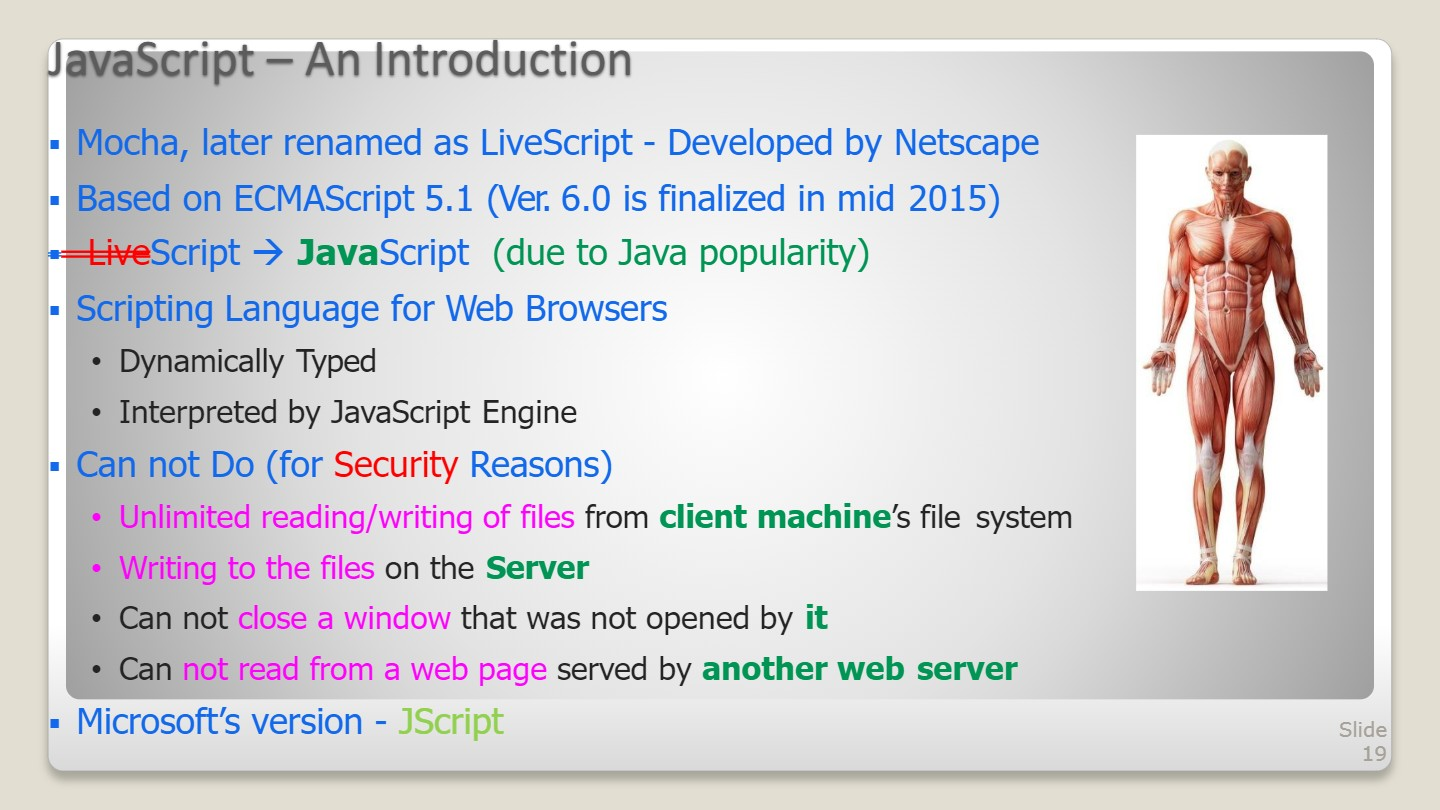 JavaScript – An Introduction
▪ Mocha, later renamed as LiveScript - Developed by Netscape
▪ Based on ECMAScript 5.1 (Ver. 6.0 is finalized in mid 2015)
▪ LiveScript → JavaScript (due to Java popularity)
▪ Scripting Language for Web Browsers
• Dynamically Typed
• Interpreted by JavaScript Engine
▪ Can not Do (for Security Reasons)
• Unlimited reading/writing of files from client machine’s file system
• Writing to the files on the Server
• Can not close a window that was not opened by it
• Can not read from a web page served by another web server
▪ Microsoft’s version - JScript
Slide
19